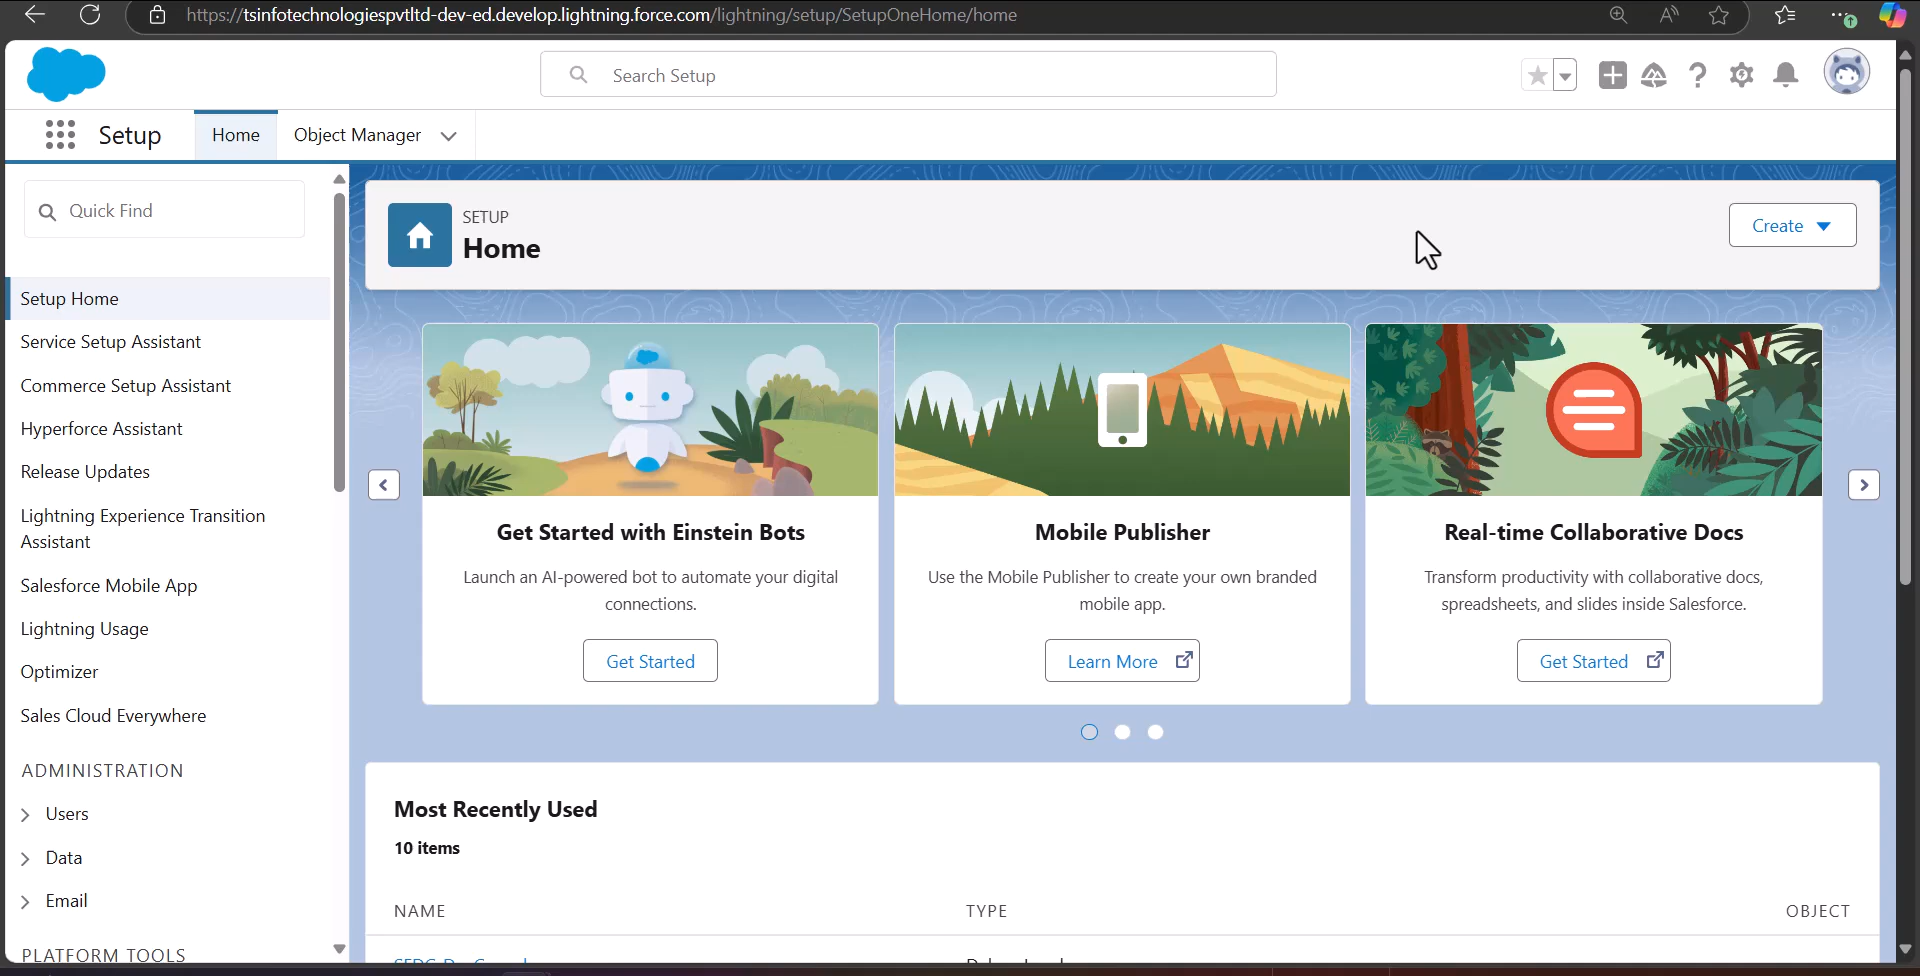 https://tsinfotechnologiespvtltd-dev-ed.develop.lightning.force.com/lightning/setup/SetupOneHome/home
Search Setup
Setup
Home
Object Manager
Quick Find
Setup Home
Service Setup Assistant
Commerce Setup Assistant
Hyperforce Assistant
Release Updates
Lightning Experience Transition
Assistant
Salesforce Mobile App
Lightning Usage
Optimizer
Sales Cloud Everywhere
ADMINISTRATION
Users
Data
Email
PLATFORM TOOLS
SETUP
Home
Create
Get Started with Einstein Bots
Launch an AI-powered bot to automate your digital
connections.
Get Started
Mobile Publisher
Use the Mobile Publisher to create your own branded
mobile app.
Learn More
Real-time Collaborative Docs
Transform productivity with collaborative docs,
spreadsheets, and slides inside Salesforce.
Get Started
Most Recently Used
10 items
NAME
TYPE
OBJECT